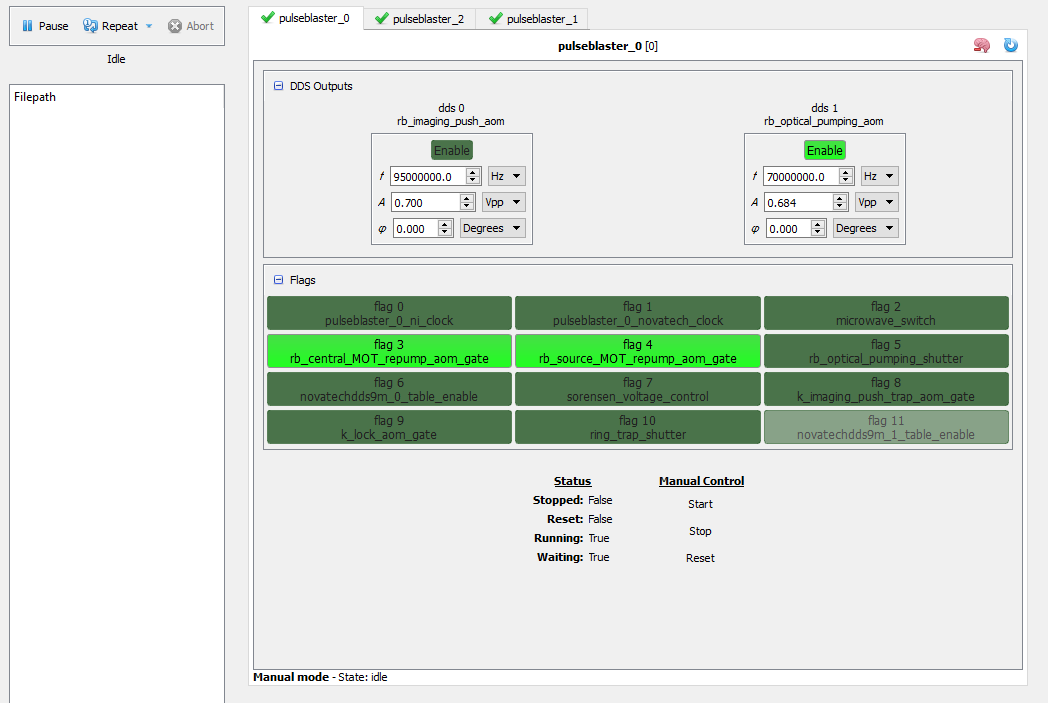 Pause Repeat Abort
Idle
Filepath
pulseblaster_0 pulseblaster_2 pulseblaster_1
pulseblaster_0 [0]
DDS Outputs
dds 0
rb_imaging_push_aom
Enable
f 95000000.0 Hz
A 0.700 Vpp
φ 0.000 Degrees
dds 1
rb_optical_pumping_aom
Enable
f 70000000.0 Hz
A 0.684 Vpp
φ 0.000 Degrees
Flags
flag 0
pulseblaster_0_ni_clock
flag 1
pulseblaster_0_novatech_clock
flag 2
microwave_switch
flag 3
rb_central_MOT_repump_aom_gate
flag 4
rb_source_MOT_repump_aom_gate
flag 5
rb_optical_pumping_shutter
flag 6
novatechdds9m_0_table_enable
flag 7
sorensen_voltage_control
flag 8
k_imaging_push_trap_aom_gate
flag 9
k_lock_aom_gate
flag 10
ring_trap_shutter
flag 11
novatechdds9m_1_table_enable
Status
Stopped: False
Reset: False
Running: True
Waiting: True
Manual Control
Start
Stop
Reset
Manual mode - State: idle